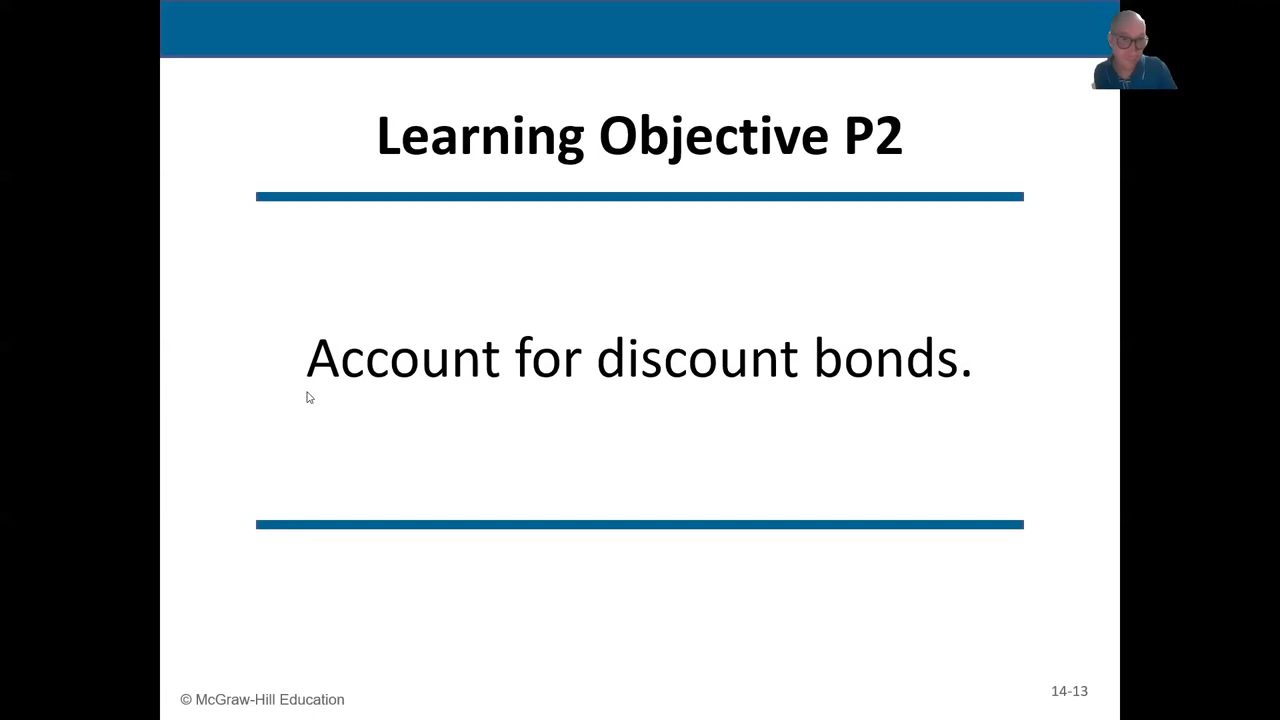 Learning Objective P2
Account for discount bonds.
© McGraw-Hill Education
14-13